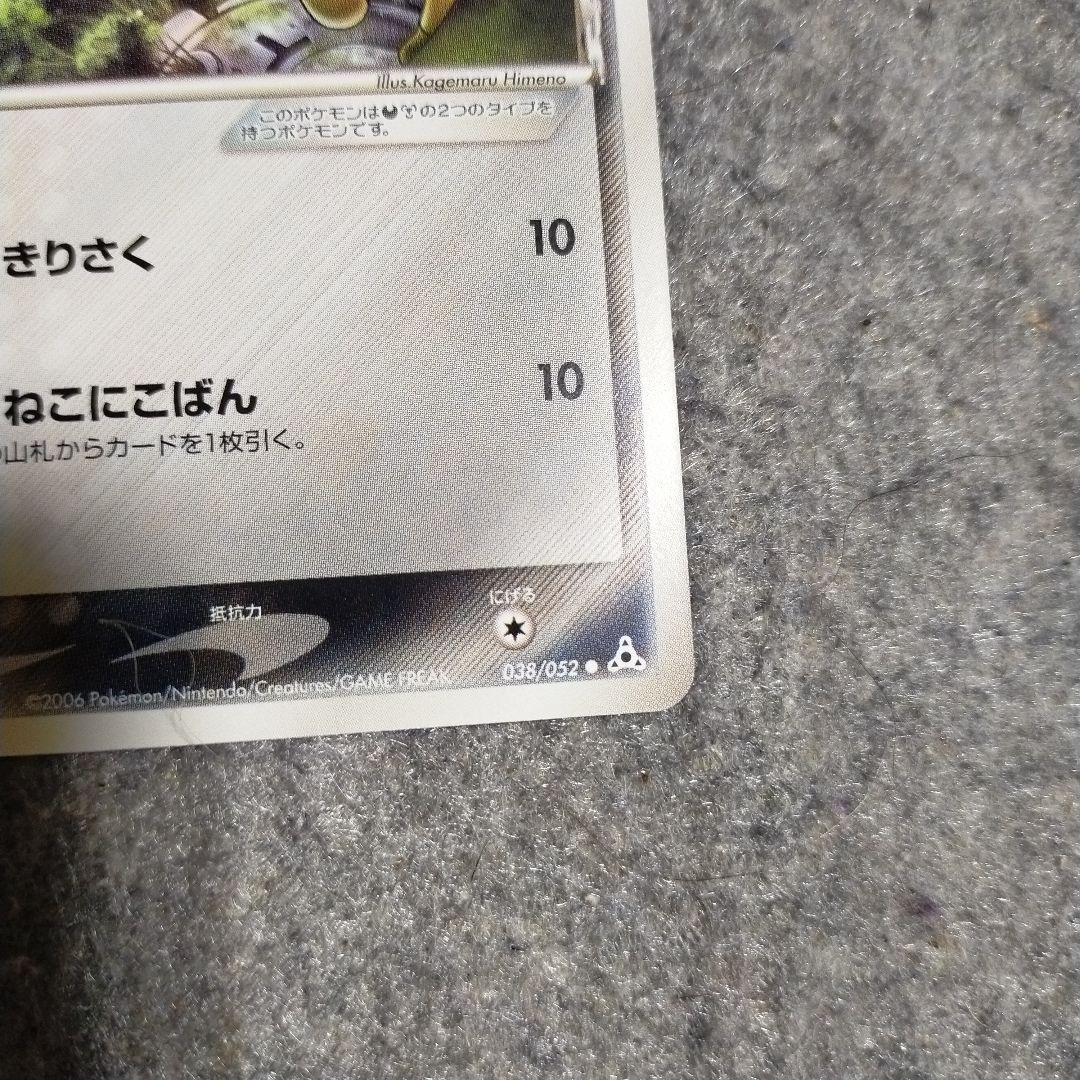 Illus. Kagemaru Himeno
このポケモンはの2つのタイプを
持つポケモンです。
きりさく 10
ねこにこばん 10
山札からカードを1枚引く。
抵抗力 にげる
©2006 Pokémon/Nintendo/Creatures/GAME FREAK. 038/052